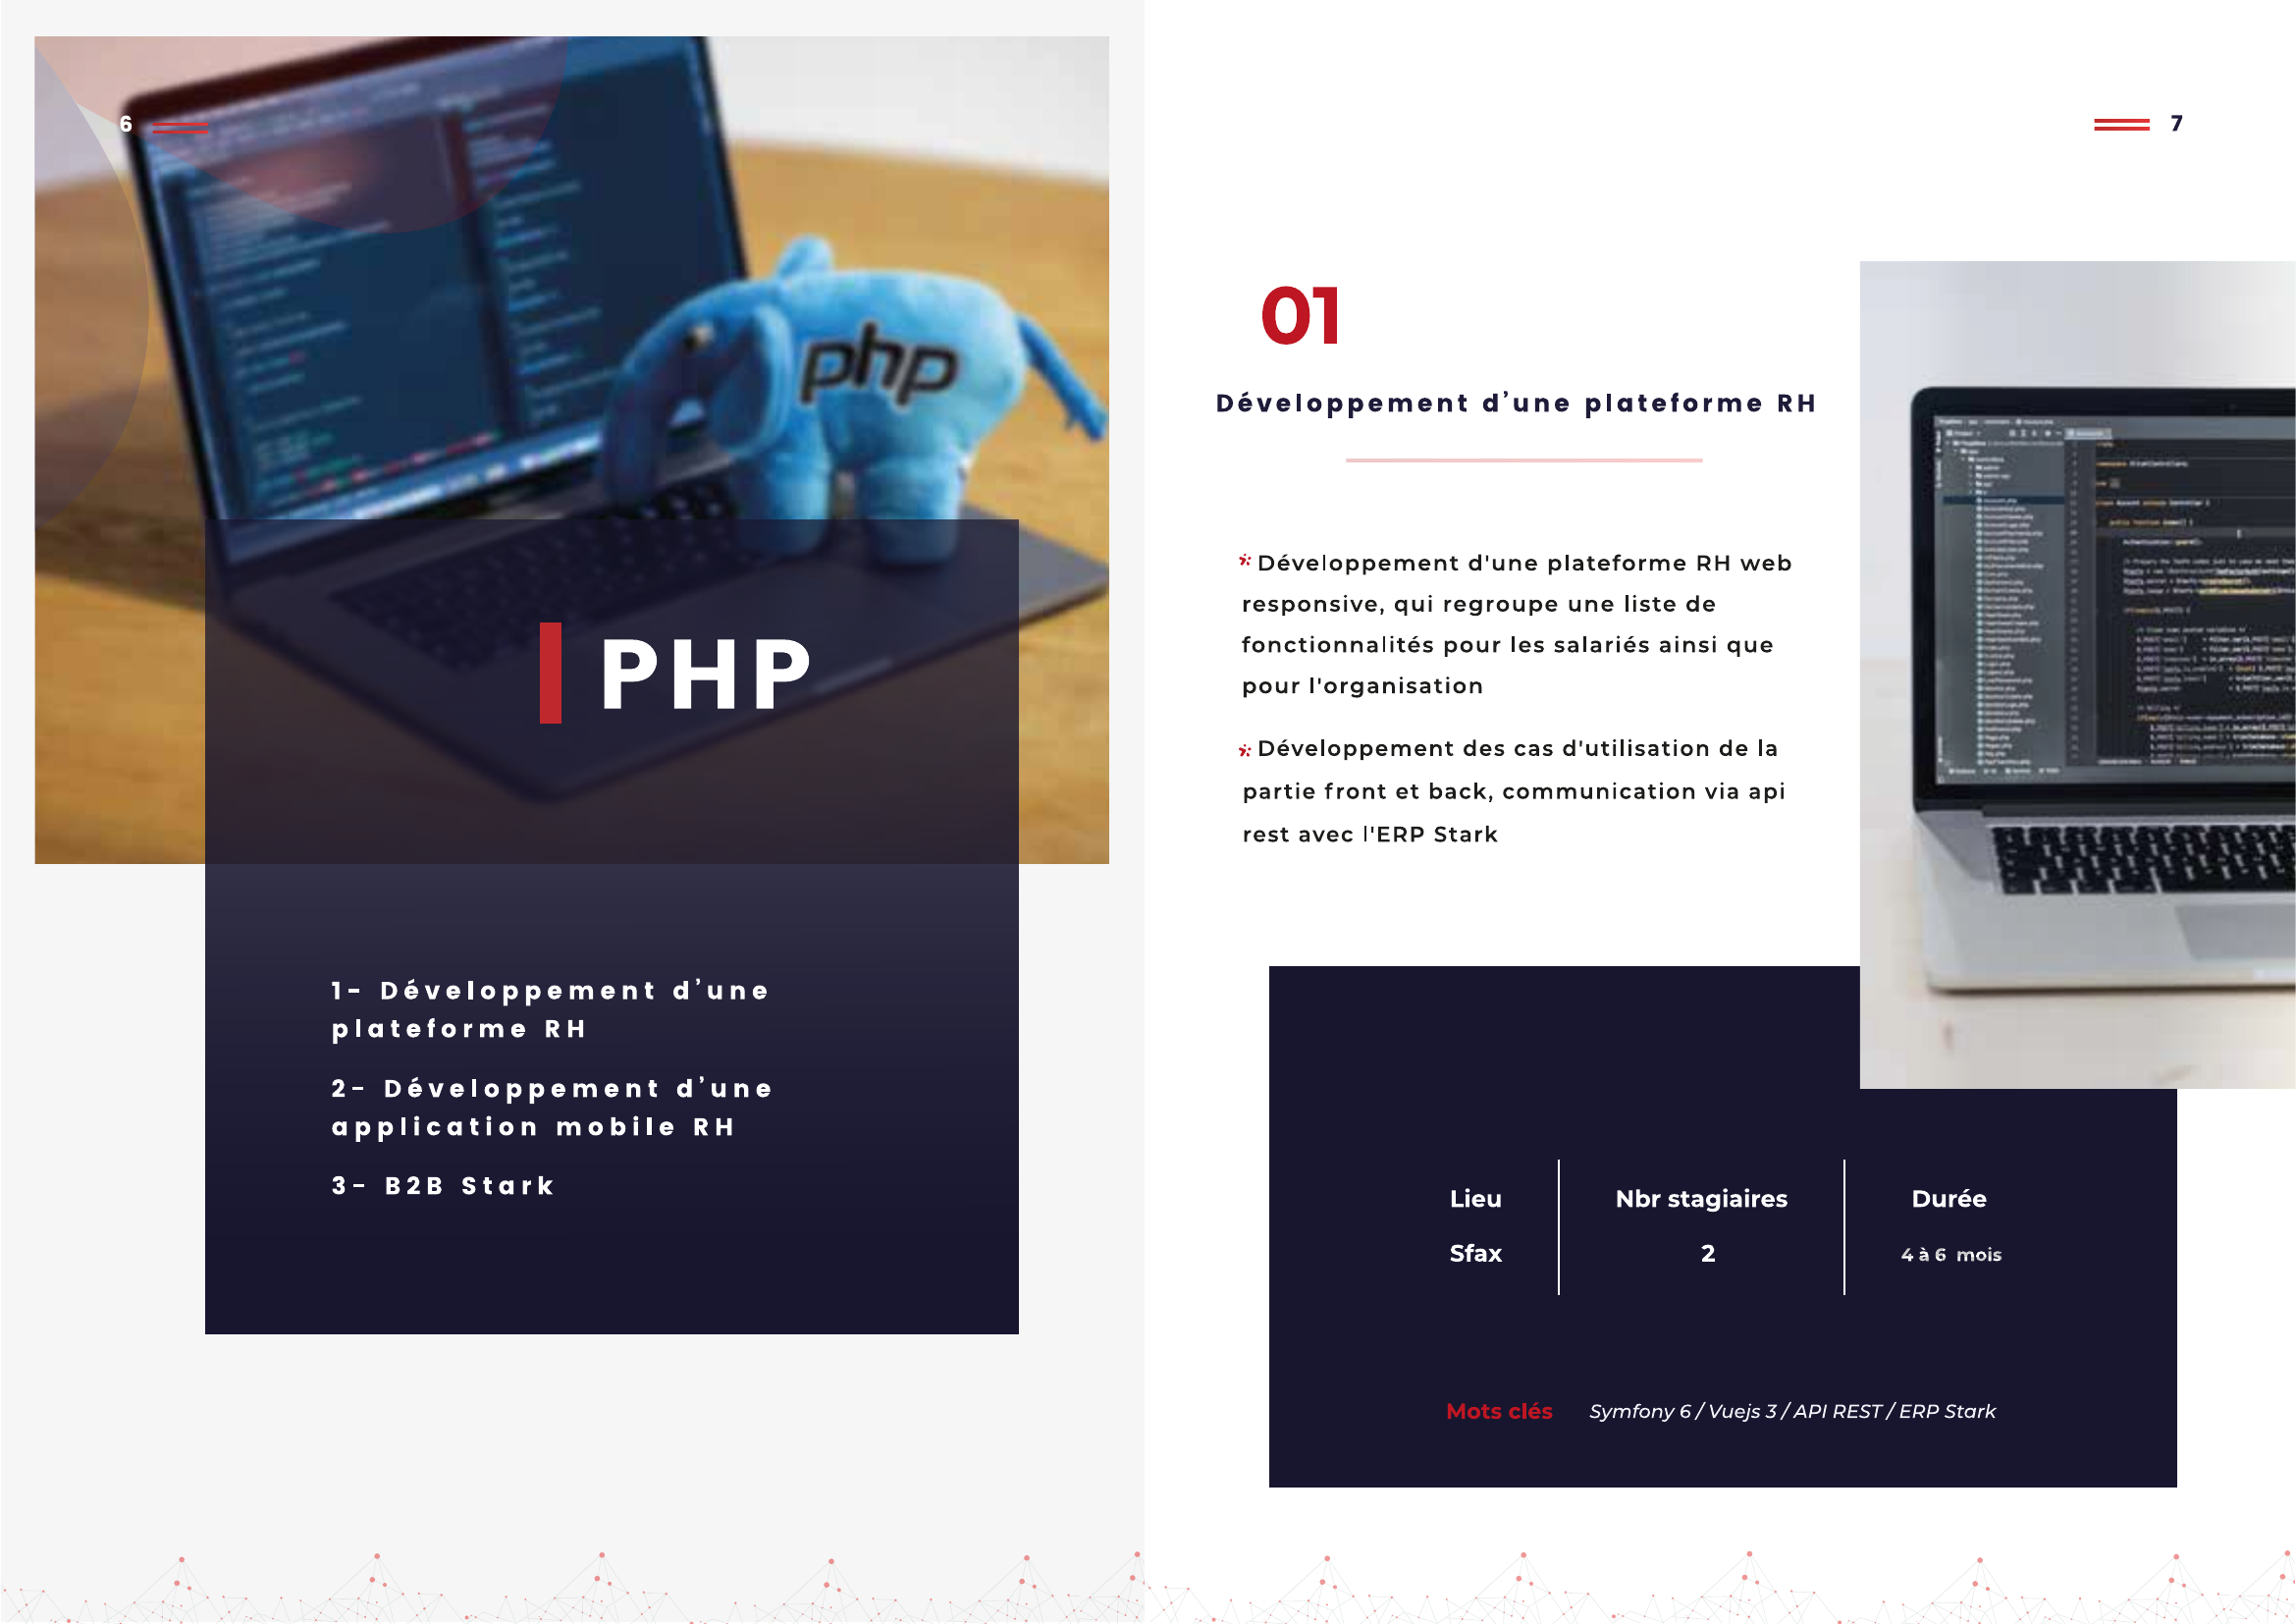 6
php
PHP
1- Développement d’une
plateforme RH
2- Développement d’une
application mobile RH
3- B2B Stark
7
01
Développement d’une plateforme RH
Développement d'une plateforme RH web
responsive, qui regroupe une liste de
fonctionnalités pour les salariés ainsi que
pour l'organisation
Développement des cas d'utilisation de la
partie front et back, communication via api
rest avec l'ERP Stark
Lieu
Nbr stagiaires
Durée
Sfax
2
4 à 6 mois
Mots clés
Symfony 6 / Vuejs 3 / API REST / ERP Stark